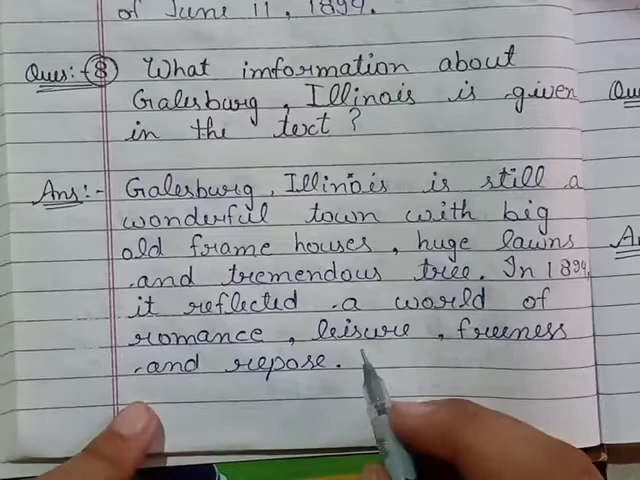 of June 11, 1894.
Ques:- 8 What imformation about
Galesburg, Illinois is given
in the text?
Ans:- Galesburg, Illinois is still a
wonderful town with big
old frame houses, huge lawns
and tremendous tree. In 1894,
it reflected a world of
romance, leisure, freeness
and repose.